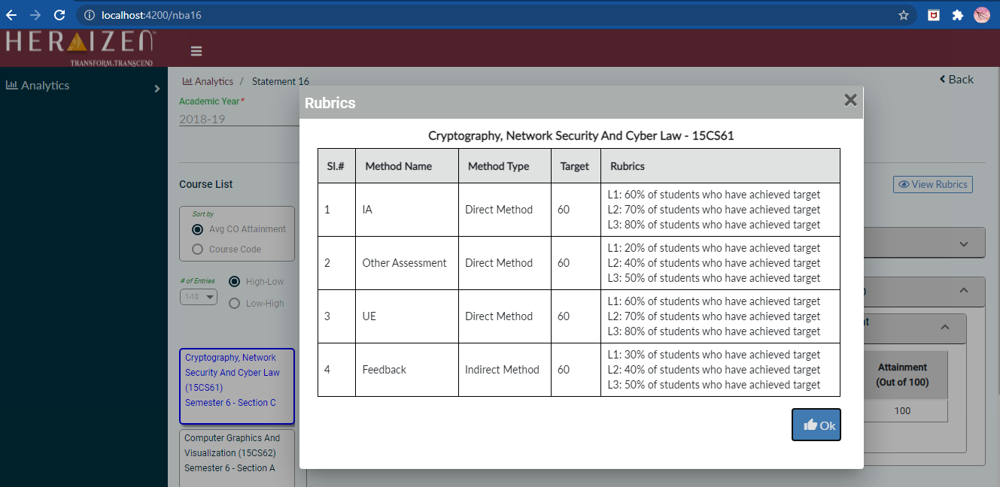 localhost:4200/nba16
HERAIZEN
TRANSFORM.TRANSCEND
Analytics
Analytics / Statement 16
Back
Academic Year*
2018-19
Course List
View Rubrics
Sort by
Avg CO Attainment
Course Code
# of Entries
High-Low
1-10
Low-High
Cryptography, Network
Security And Cyber Law
(15CS61)
Semester 6 - Section C
Computer Graphics And
Visualization (15CS62)
Semester 6 - Section A
Rubrics
Cryptography, Network Security And Cyber Law - 15CS61
Sl.# Method Name Method Type Target Rubrics
1 IA Direct Method 60
L1: 60% of students who have achieved target
L2: 70% of students who have achieved target
L3: 80% of students who have achieved target
2 Other Assessment Direct Method 60
L1: 20% of students who have achieved target
L2: 40% of students who have achieved target
L3: 50% of students who have achieved target
3 UE Direct Method 60
L1: 60% of students who have achieved target
L2: 70% of students who have achieved target
L3: 80% of students who have achieved target
4 Feedback Indirect Method 60
L1: 30% of students who have achieved target
L2: 40% of students who have achieved target
L3: 50% of students who have achieved target
Ok
Attainment
(Out of 100)
100